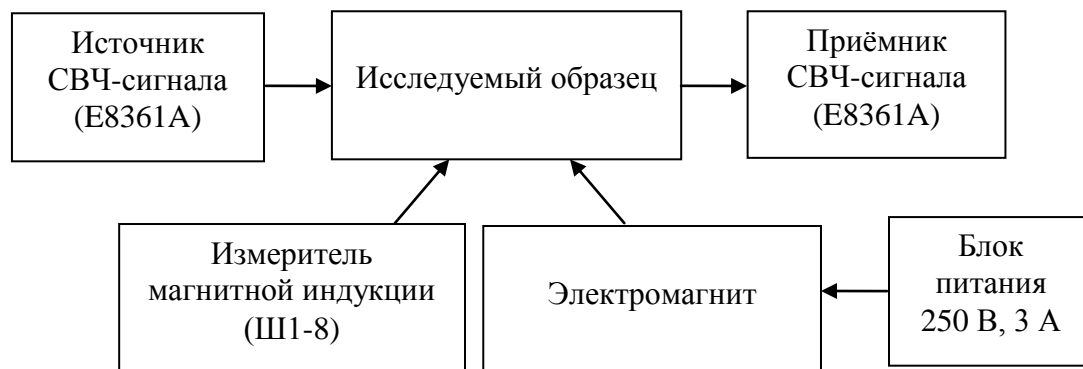 Источник
СВЧ-сигнала
(E8361A)
Исследуемый образец
Приёмник
СВЧ-сигнала
(E8361A)
Измеритель
магнитной индукции
(Ш1-8)
Электромагнит
Блок
питания
250 В, 3 А